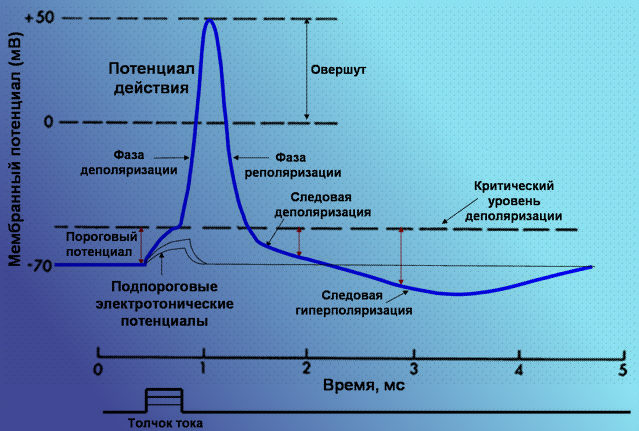 +50
Мембранный потенциал (мВ)
Потенциал
действия
Овершут
0
Фаза
деполяризации
Фаза
реполяризации
Следовая
деполяризация
Критический
уровень
деполяризации
Пороговый
потенциал
-70
Подпороговые
электротонические
потенциалы
Следовая
гиперполяризация
0
1
2
3
4
5
Время, мс
Толчок тока